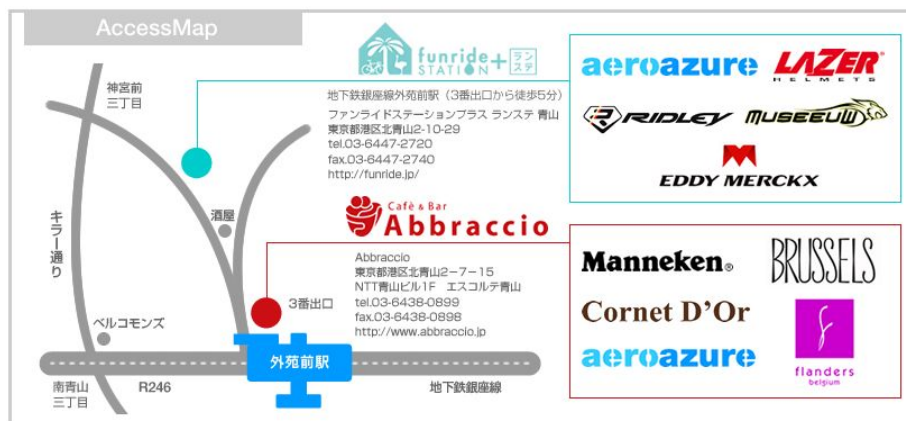 AccessMap
神宮前
三丁目
キラー通り
ベルコモンズ
南青山
三丁目
R246
酒屋
3番出口
外苑前駅
地下鉄銀座線
funride+
STATION
ランステ
地下鉄銀座線外苑前駅（3番出口から徒歩5分）
ファンライドステーションプラス ランステ 青山
東京都港区北青山2-10-29
tel.03-6447-2720
fax.03-6447-2740
http://funride.jp/
Cafè & Bar
Abbraccio
Abbraccio
東京都港区北青山2－7－15
NTT青山ビル1F　エスコルテ青山
tel.03-6438-0899
fax.03-6438-0898
http://www.abbraccio.jp
aeroazure
LAZER
HELMETS
RIDLEY
MUSEEUW
EDDY MERCKX
Manneken®
BRUSSELS
Cornet D'Or
aeroazure
flanders
belgium